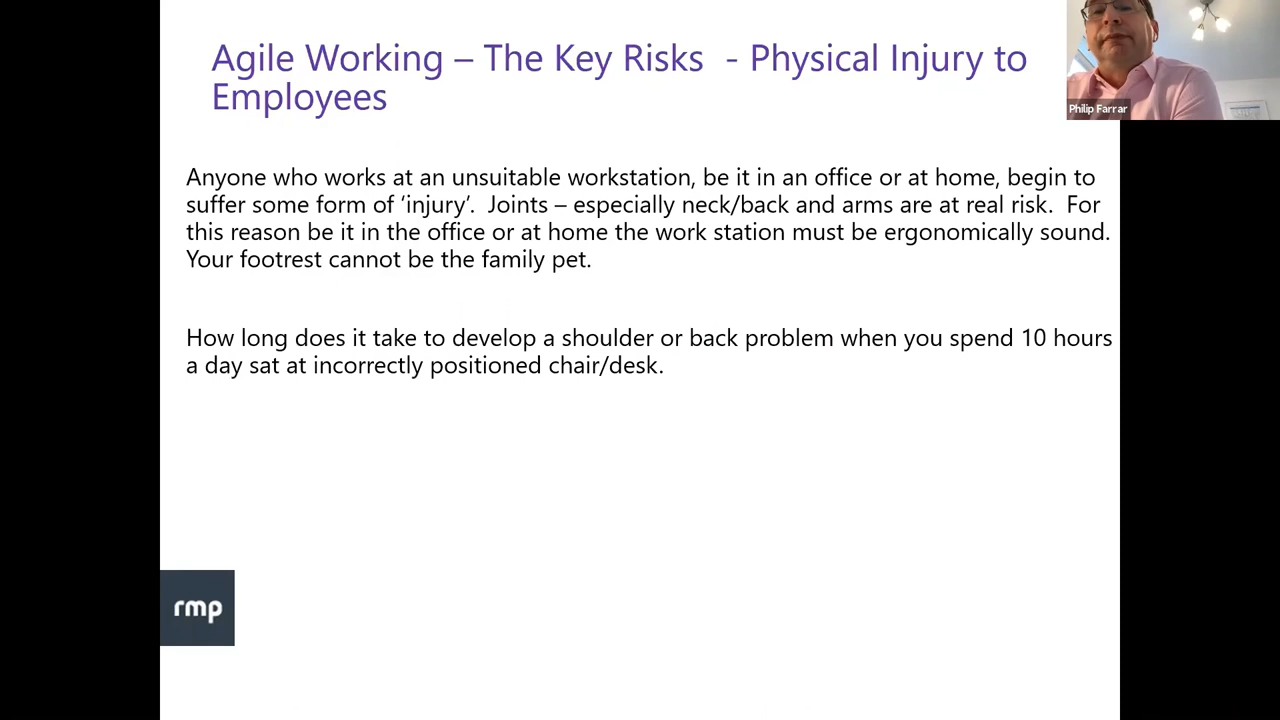 Agile Working – The Key Risks  - Physical Injury to
Employees
Philip Farrar
Anyone who works at an unsuitable workstation, be it in an office or at home, begin to
suffer some form of ‘injury’.  Joints – especially neck/back and arms are at real risk.  For
this reason be it in the office or at home the work station must be ergonomically sound.
Your footrest cannot be the family pet.
How long does it take to develop a shoulder or back problem when you spend 10 hours
a day sat at incorrectly positioned chair/desk.
rmp